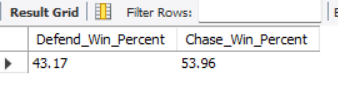 Result Grid Filter Rows:
Defend_Win_Percent Chase_Win_Percent
43.17 53.96